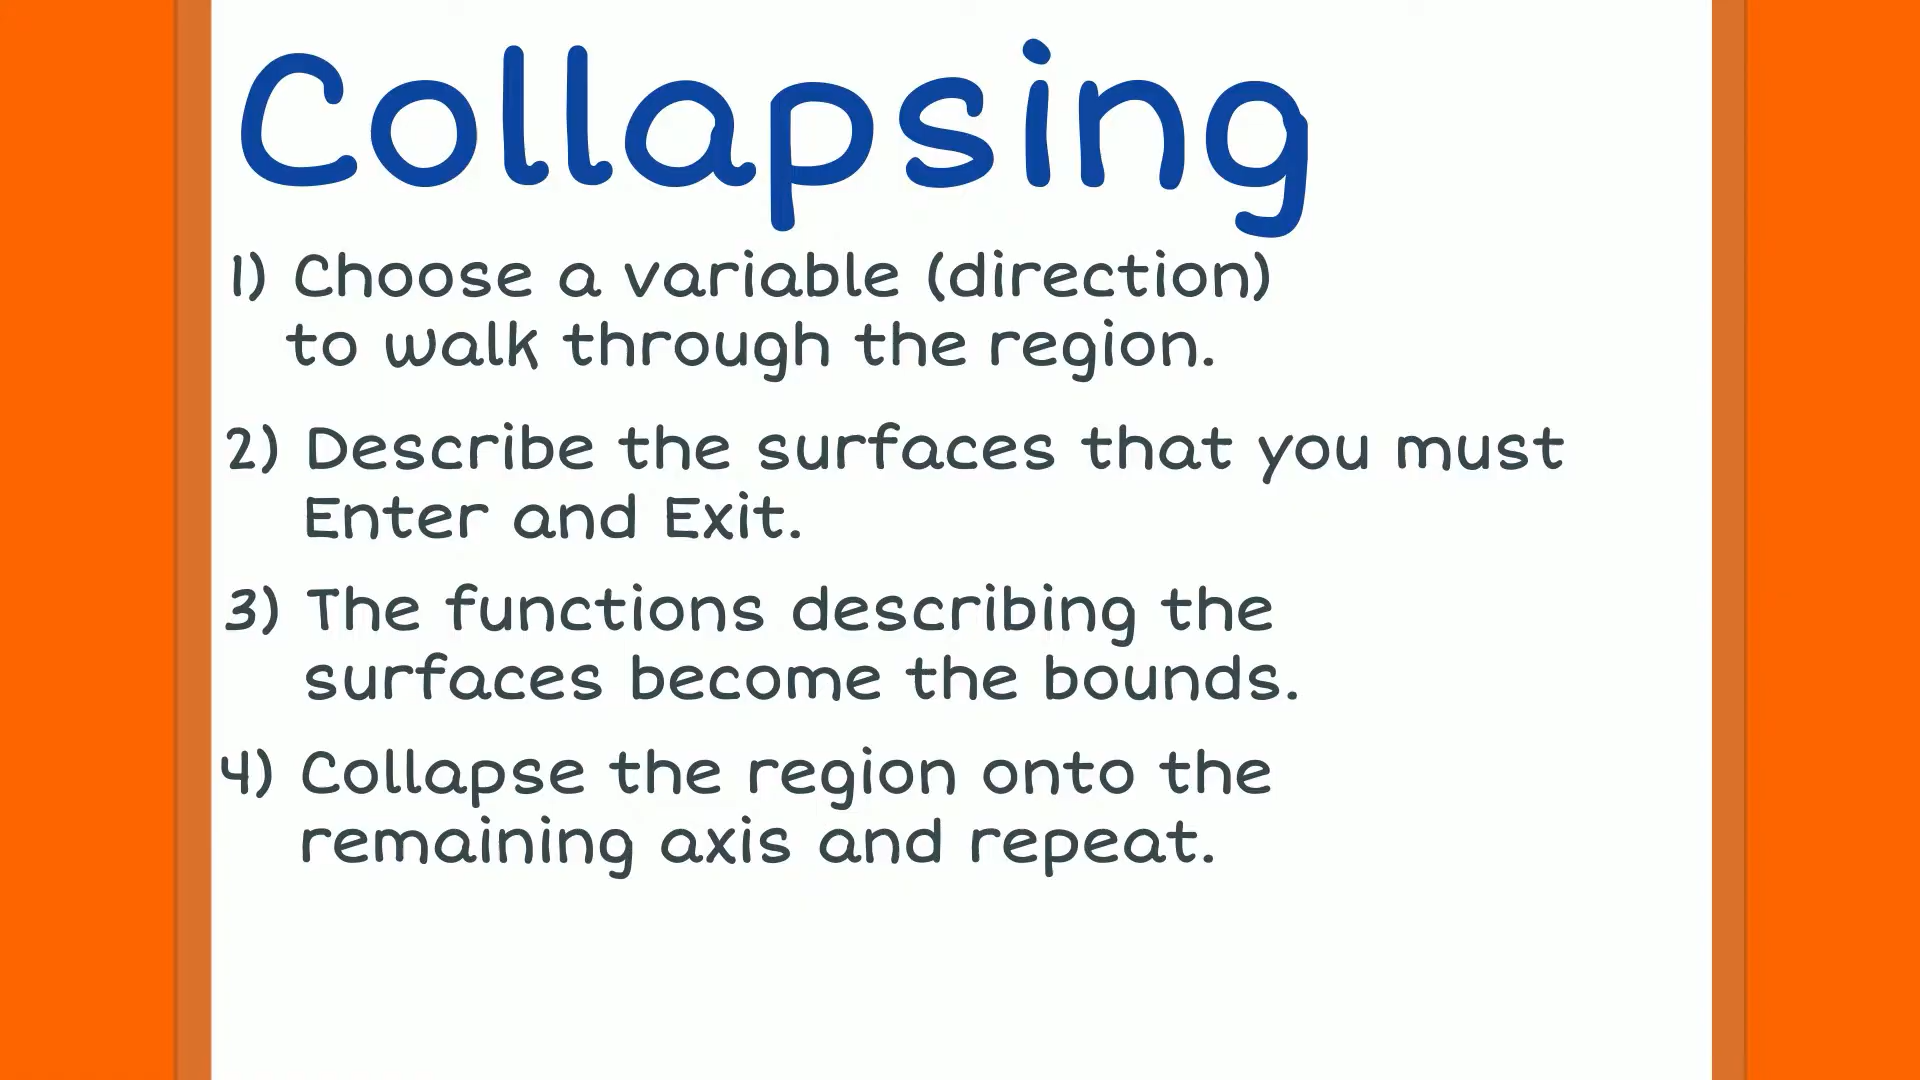 Collapsing
1) Choose a variable (direction)
to walk through the region.
2) Describe the surfaces that you must
Enter and Exit.
3) The functions describing the
surfaces become the bounds.
4) Collapse the region onto the
remaining axis and repeat.